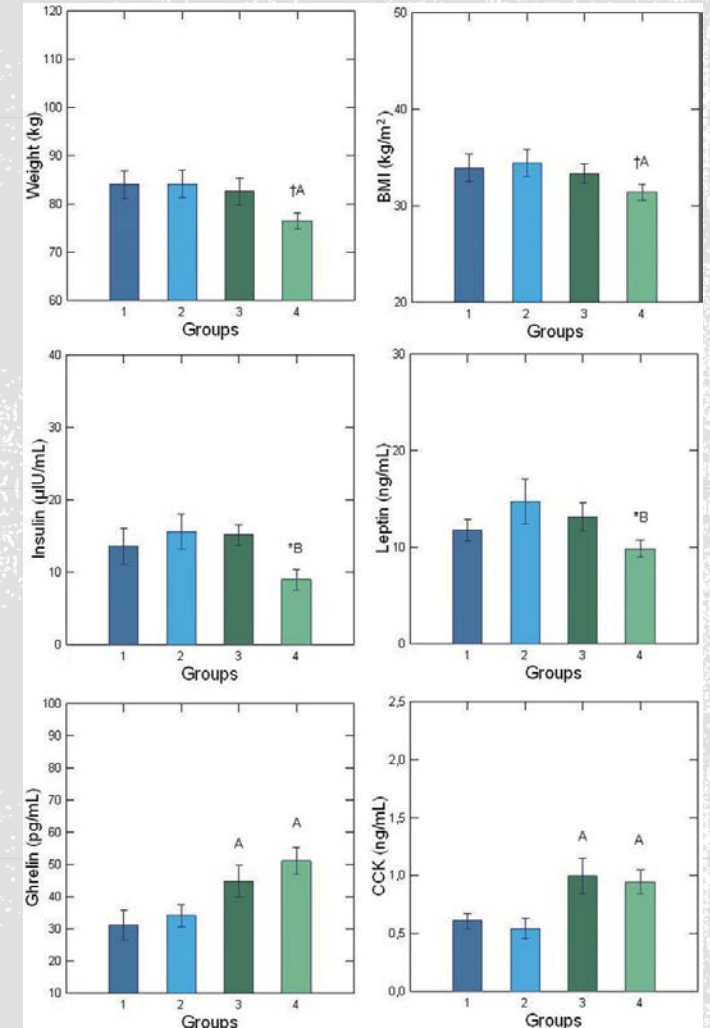 120
110
100
90
80
70
60
Weight (kg)
†A
1 2 3 4
Groups
50
40
30
20
BMI (kg/m²)
†A
1 2 3 4
Groups
40
30
20
10
0
Insulin (µIU/mL)
*B
1 2 3 4
Groups
30
20
10
0
Leptin (ng/mL)
*B
1 2 3 4
Groups
100
90
80
70
60
50
40
30
20
10
Ghrelin (pg/mL)
A
A
1 2 3 4
Groups
2,5
2,0
1,5
1,0
0,5
0,0
CCK (ng/mL)
A
A
1 2 3 4
Groups